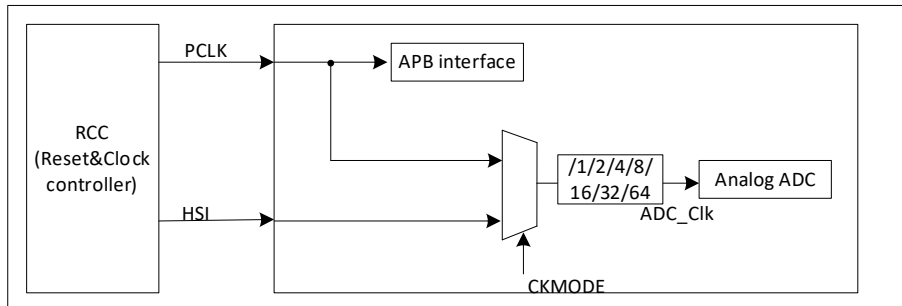 PCLK
APB interface
RCC
(Reset&Clock
controller)
/1/2/4/8/
16/32/64
Analog ADC
HSI
ADC_Clk
CKMODE